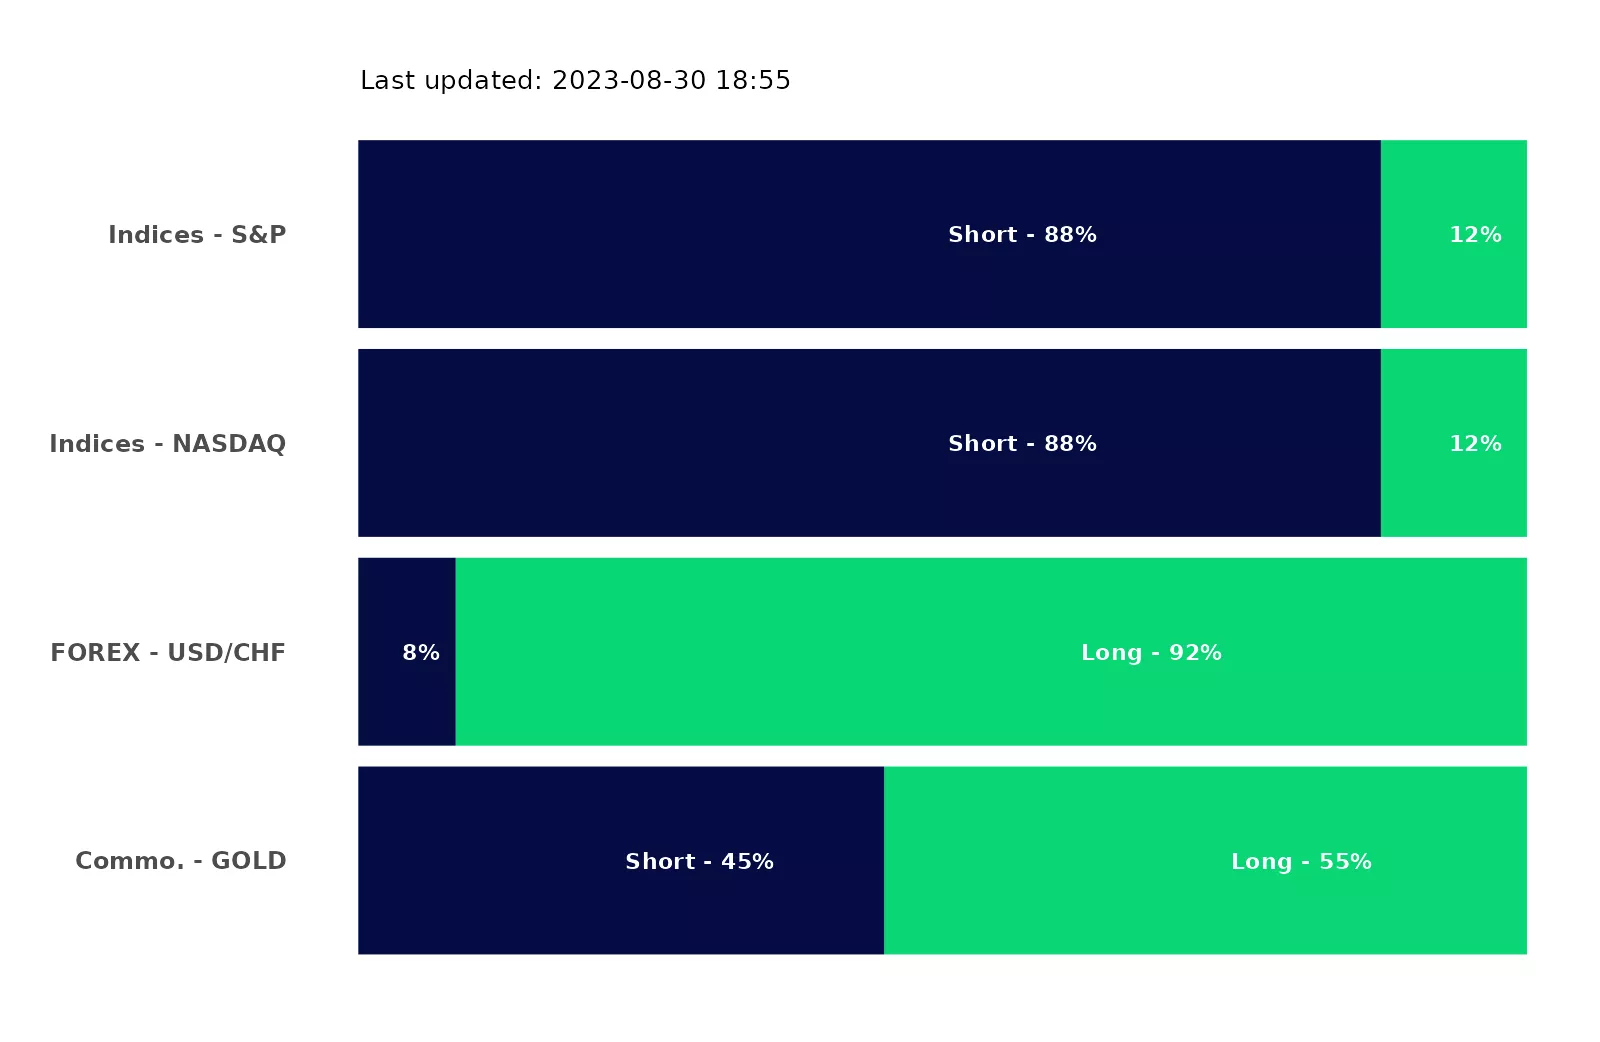 Last updated: 2023-08-30 18:55
Indices - S&P
Short - 88%
12%
Indices - NASDAQ
Short - 88%
12%
FOREX - USD/CHF
8%
Long - 92%
Commo. - GOLD
Short - 45%
Long - 55%